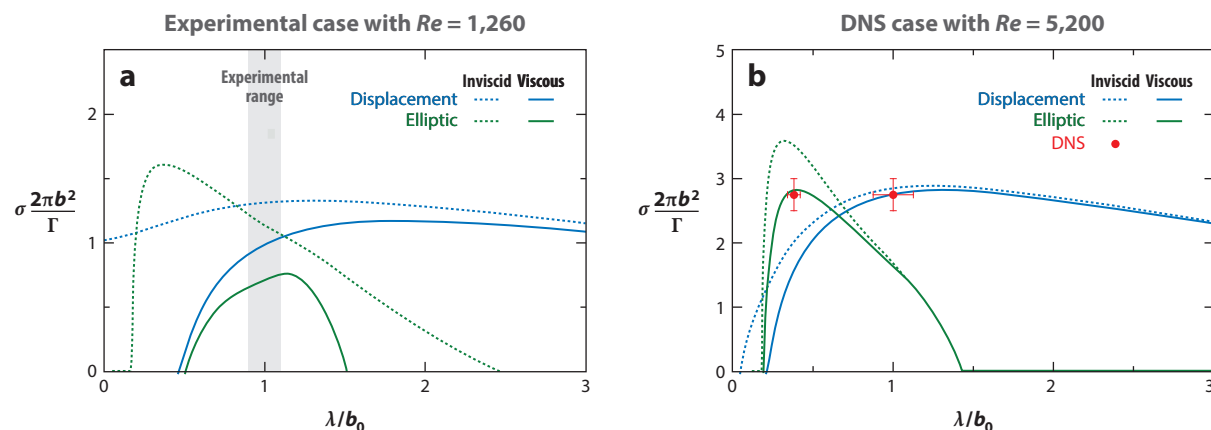 Experimental case with Re = 1,260
a
Experimental
range
Inviscid Viscous
Displacement
Elliptic
2
1
0
σ 2πb²
Γ
0 1 2 3
λ/b₀
DNS case with Re = 5,200
b
Inviscid Viscous
Displacement
Elliptic
DNS
5
4
3
2
1
0
σ 2πb²
Γ
0 1 2 3
λ/b₀